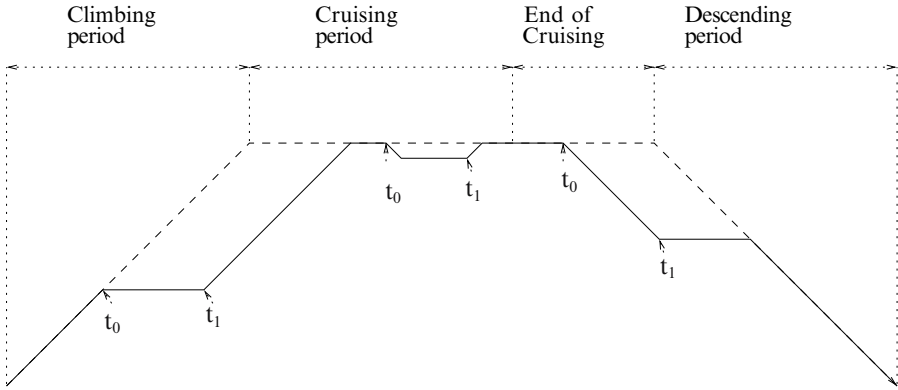 Climbing
period
Cruising
period
End of
Cruising
Descending
period
t₀
t₁
t₀
t₁
t₀
t₁